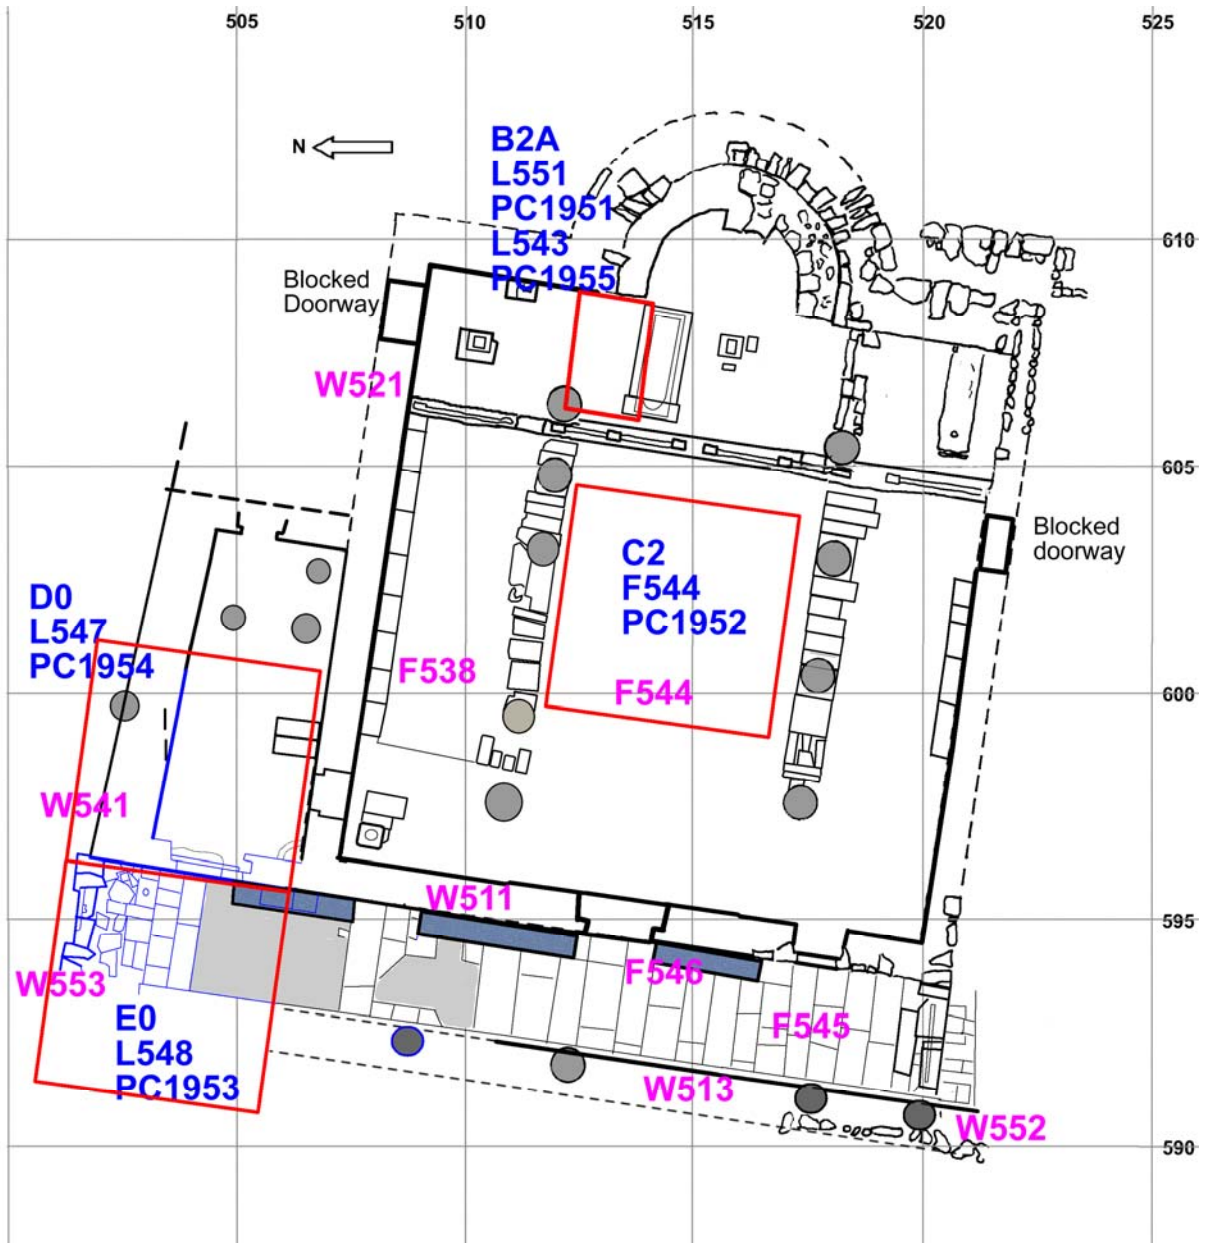 505 510 515 520 525
N
B2A
L551
PC1951
L543
PC1955
610
Blocked
Doorway
W521
605
Blocked
doorway
C2
F544
PC1952
D0
L547
PC1954
F538
F544
600
W541
W511
595
F546
W553
F545
E0
L548
PC1953
W513
W552
590